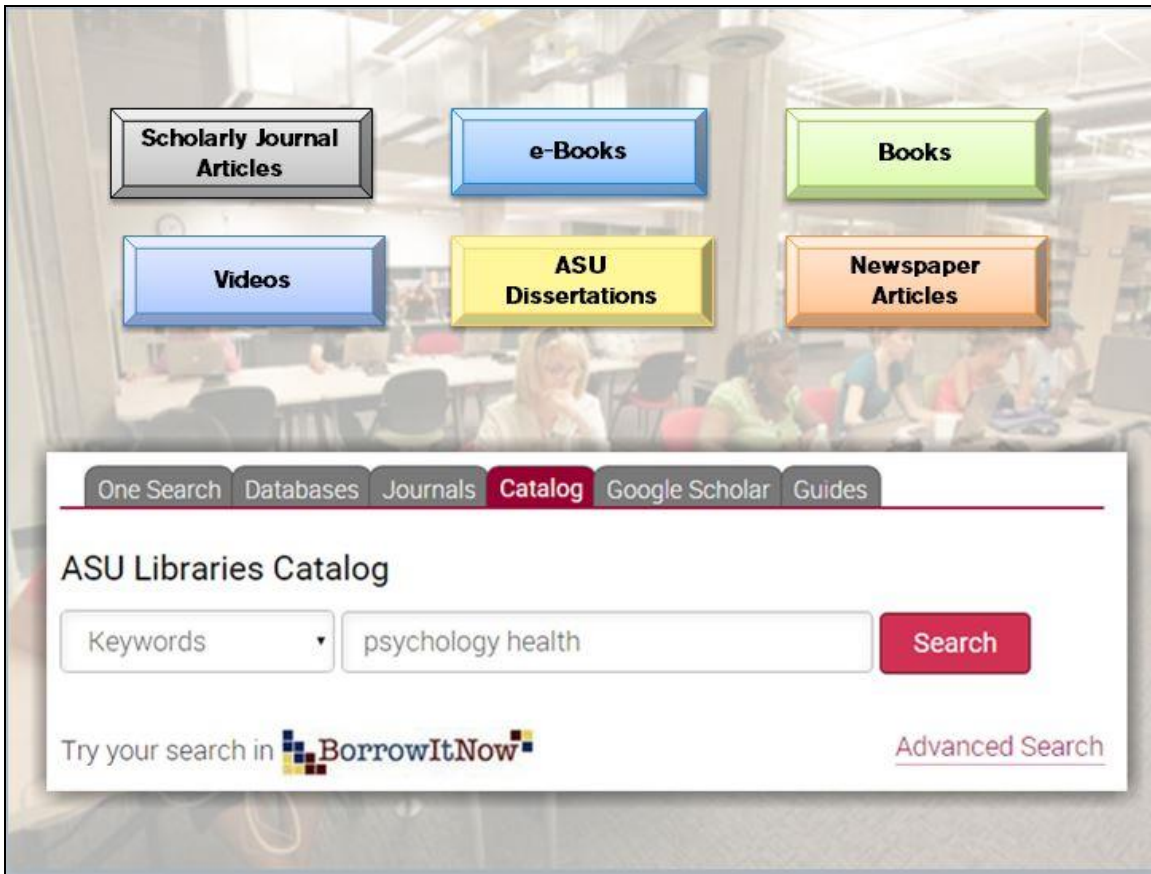 Scholarly Journal
Articles
e-Books
Books
Videos
ASU
Dissertations
Newspaper
Articles
One Search Databases Journals Catalog Google Scholar Guides
ASU Libraries Catalog
Keywords psychology health Search
Try your search in BorrowItNow Advanced Search